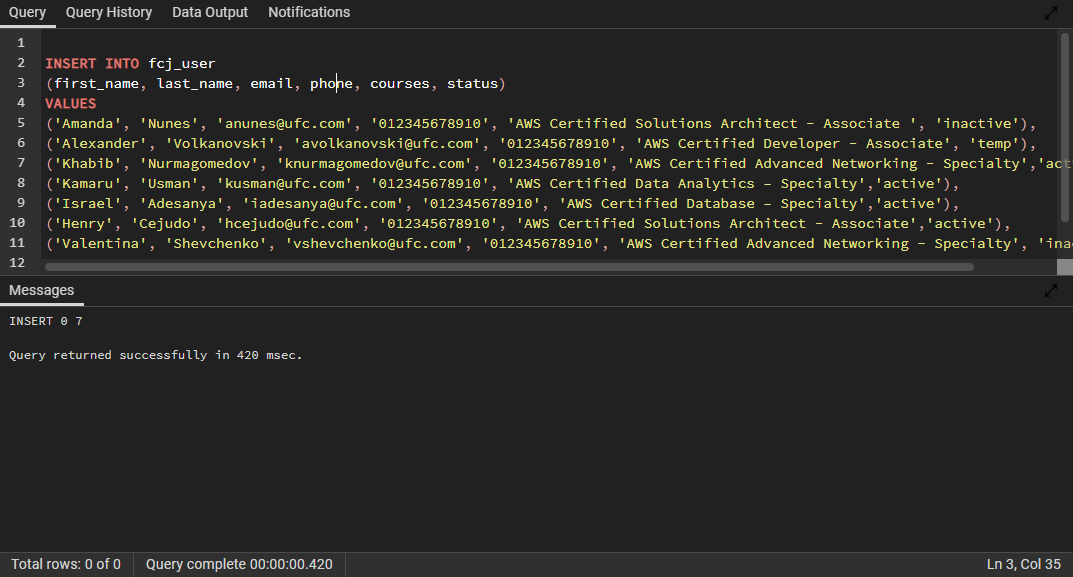 Query Query History Data Output Notifications
1
2 INSERT INTO fcj_user
3 (first_name, last_name, email, phone, courses, status)
4 VALUES
5 ('Amanda', 'Nunes', 'anunes@ufc.com', '012345678910', 'AWS Certified Solutions Architect – Associate ', 'inactive'),
6 ('Alexander', 'Volkanovski', 'avolkanovski@ufc.com', '012345678910', 'AWS Certified Developer – Associate', 'temp'),
7 ('Khabib', 'Nurmagomedov', 'knurmagomedov@ufc.com', '012345678910', 'AWS Certified Advanced Networking – Specialty','act
8 ('Kamaru', 'Usman', 'kusman@ufc.com', '012345678910', 'AWS Certified Data Analytics – Specialty','active'),
9 ('Israel', 'Adesanya', 'iadesanya@ufc.com', '012345678910', 'AWS Certified Database – Specialty','active'),
10 ('Henry', 'Cejudo', 'hcejudo@ufc.com', '012345678910', 'AWS Certified Solutions Architect – Associate','active'),
11 ('Valentina', 'Shevchenko', 'vshevchenko@ufc.com', '012345678910', 'AWS Certified Advanced Networking – Specialty', 'ina
12
Messages
INSERT 0 7
Query returned successfully in 420 msec.
Total rows: 0 of 0 Query complete 00:00:00.420 Ln 3, Col 35